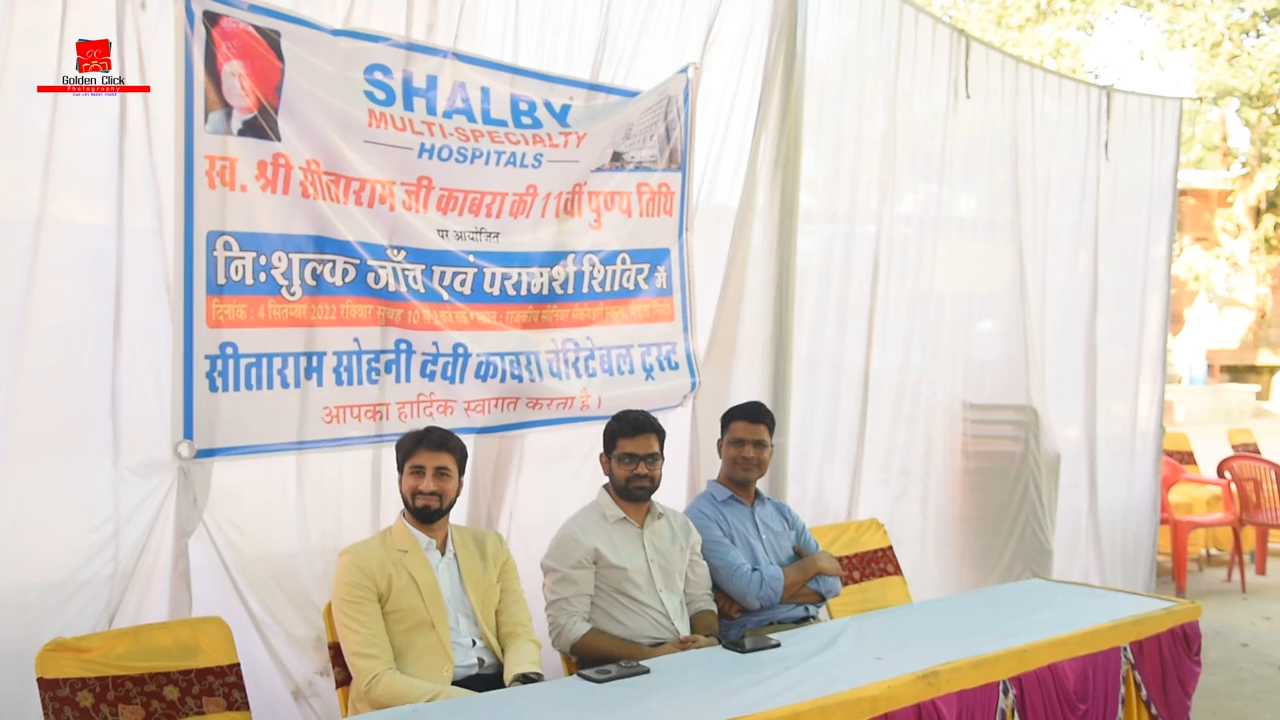 Golden Click
Photography
SHALBY
MULTI-SPECIALTY
HOSPITALS
स्व. श्री सीताराम जी काबरा की 11वीं पुण्य तिथि
पर आयोजित
निःशुल्क जाँच एवं परामर्श शिविर में
दिनांक : 4 सितम्बर 2022 रविवार सुबह 10 से
सीताराम सोहनी देवी काबरा चेरिटेबल ट्रस्ट
आपका हार्दिक स्वागत करता है।